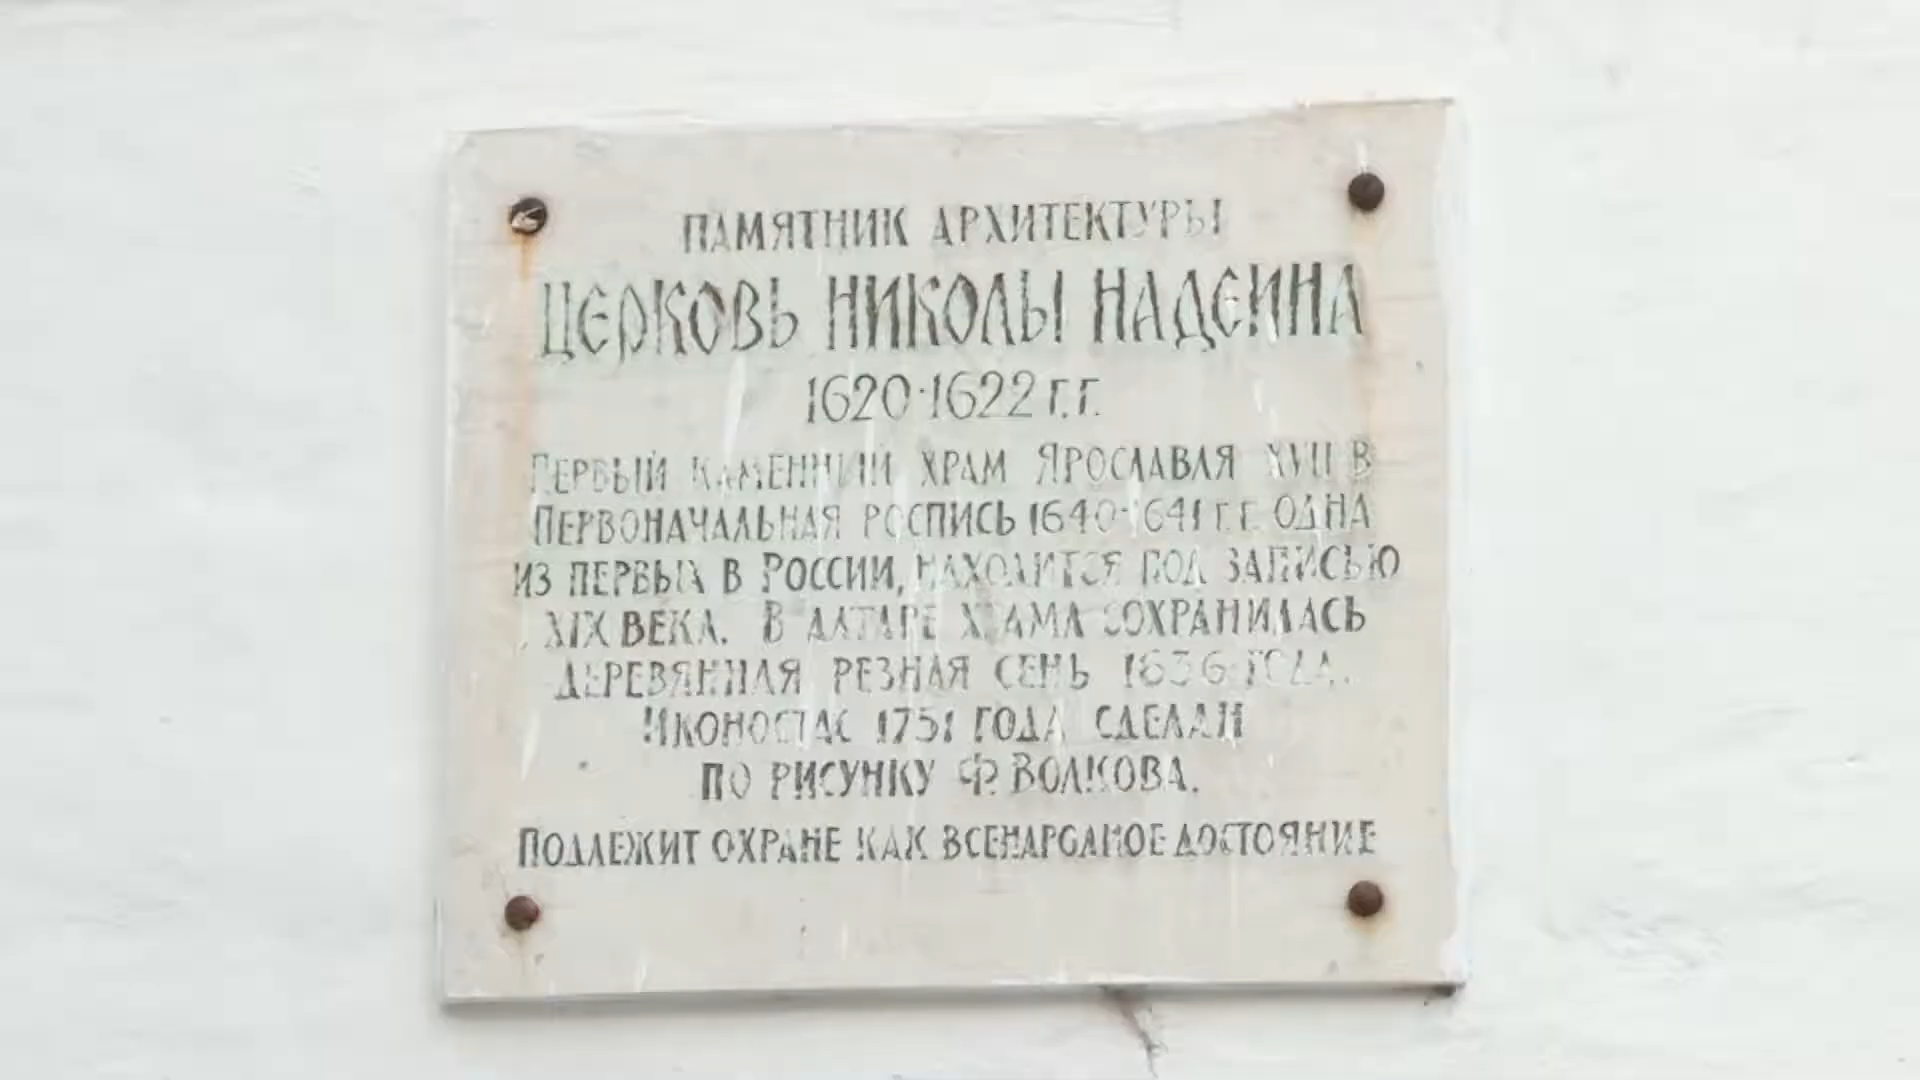 ПАМЯТНИК АРХИТЕКТУРЫ
ЦЕРКОВЬ НИКОЛЫ НАДЕИНА
1620-1622 Г.Г.
ПЕРВЫЙ КАМЕННЫЙ ХРАМ ЯРОСЛАВЛЯ XVII В
ПЕРВОНАЧАЛЬНАЯ РОСПИСЬ 1640-1641 Г.Г. ОДНА
ИЗ ПЕРВЫХ В РОССИИ, НАХОДИТСЯ ПОД ЗАПИСЬЮ
XIX ВЕКА. В АЛТАРЕ ХРАМА СОХРАНИЛАСЬ
ДЕРЕВЯННАЯ РЕЗНАЯ СЕНЬ 1636 ГОДА.
ИКОНОСТАС 1751 ГОДА СДЕЛАН
ПО РИСУНКУ Ф. ВОЛКОВА.
ПОДЛЕЖИТ ОХРАНЕ КАК ВСЕНАРОДНОЕ ДОСТОЯНИЕ